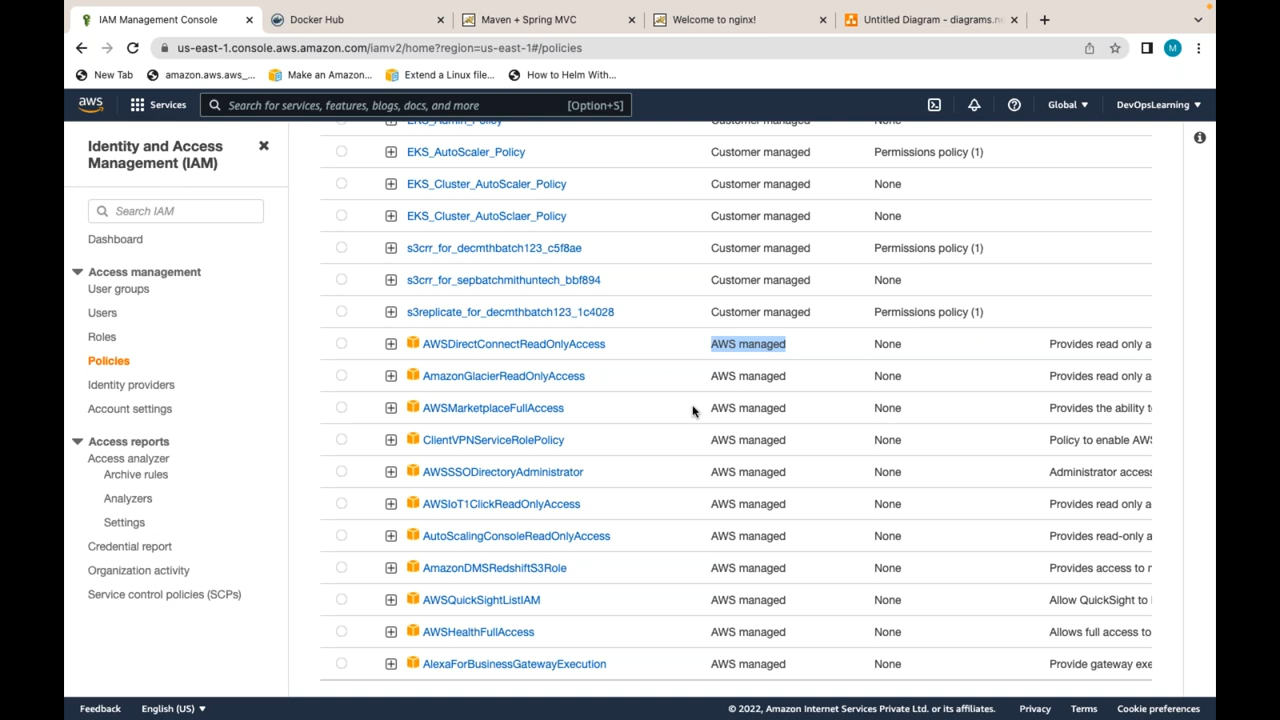 IAM Management Console
Docker Hub
Maven + Spring MVC
Welcome to nginx!
Untitled Diagram - diagrams.ne
us-east-1.console.aws.amazon.com/iamv2/home?region=us-east-1#/policies
M
New Tab
amazon.aws.aws_...
Make an Amazon...
Extend a Linux file...
How to Helm With...
aws
Services
Search for services, features, blogs, docs, and more [Option+S]
Global
DevOpsLearning
Identity and Access
Management (IAM)
Search IAM
Dashboard
Access management
User groups
Users
Roles
Policies
Identity providers
Account settings
Access reports
Access analyzer
Archive rules
Analyzers
Settings
Credential report
Organization activity
Service control policies (SCPs)
EKS_Admin_Policy Customer managed None
EKS_AutoScaler_Policy Customer managed Permissions policy (1)
EKS_Cluster_AutoScaler_Policy Customer managed None
EKS_Cluster_AutoSclaer_Policy Customer managed None
s3crr_for_decmthbatch123_c5f8ae Customer managed Permissions policy (1)
s3crr_for_sepbatchmithuntech_bbf894 Customer managed None
s3replicate_for_decmthbatch123_1c4028 Customer managed Permissions policy (1)
AWSDirectConnectReadOnlyAccess AWS managed None Provides read only a
AmazonGlacierReadOnlyAccess AWS managed None Provides read only a
AWSMarketplaceFullAccess AWS managed None Provides the ability t
ClientVPNServiceRolePolicy AWS managed None Policy to enable AWS
AWSSSODirectoryAdministrator AWS managed None Administrator access
AWSIoT1ClickReadOnlyAccess AWS managed None Provides read only a
AutoScalingConsoleReadOnlyAccess AWS managed None Provides read-only a
AmazonDMSRedshiftS3Role AWS managed None Provides access to r
AWSQuickSightListIAM AWS managed None Allow QuickSight to
AWSHealthFullAccess AWS managed None Allows full access to
AlexaForBusinessGatewayExecution AWS managed None Provide gateway exe
Feedback
English (US)
© 2022, Amazon Internet Services Private Ltd. or its affiliates.
Privacy
Terms
Cookie preferences